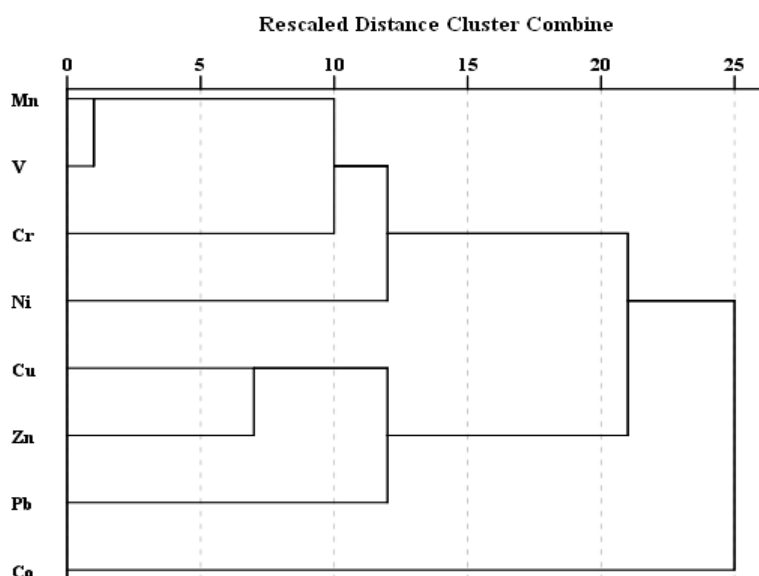 Rescaled Distance Cluster Combine
0 5 10 15 20 25
Mn
V
Cr
Ni
Cu
Zn
Pb
Co